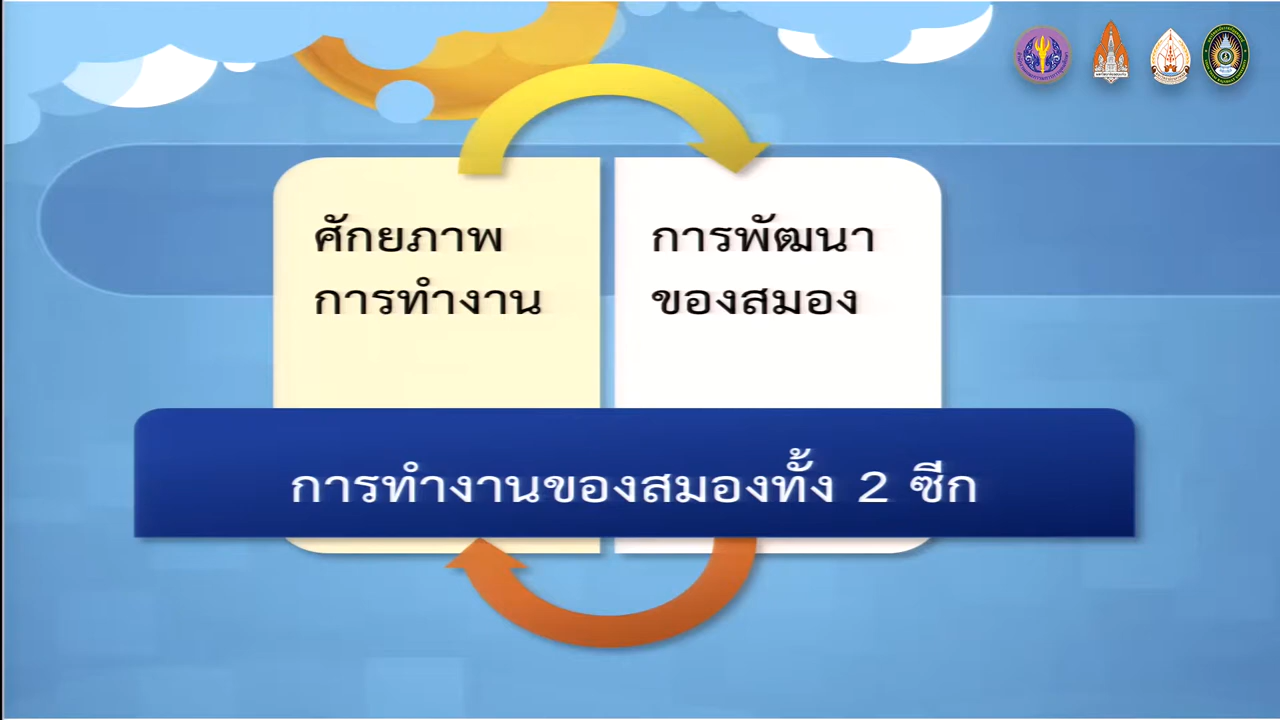 ศักยภาพ
การทำงาน
การพัฒนา
ของสมอง
การทำงานของสมองทั้ง 2 ซีก